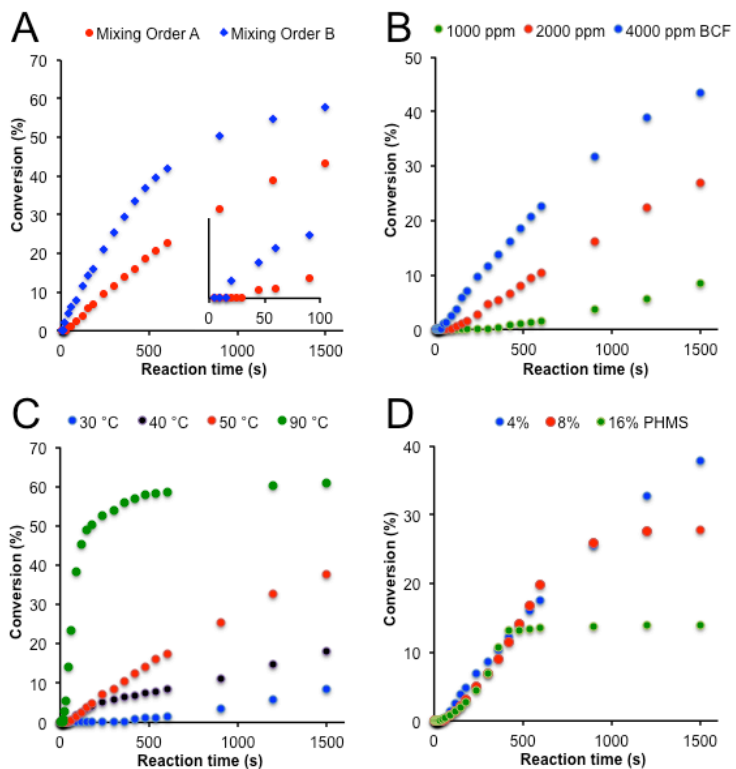 A
Mixing Order A Mixing Order B
70
60
50
40
30
20
10
0
Conversion (%)
0 50 100
0 500 1000 1500
Reaction time (s)
B
1000 ppm 2000 ppm 4000 ppm BCF
50
40
30
20
10
0
Conversion (%)
0 500 1000 1500
Reaction time (s)
C
30 °C 40 °C 50 °C 90 °C
70
60
50
40
30
20
10
0
Conversion (%)
0 500 1000 1500
Reaction time (s)
D
4% 8% 16% PHMS
40
30
20
10
0
Conversion (%)
0 500 1000 1500
Reaction time (s)